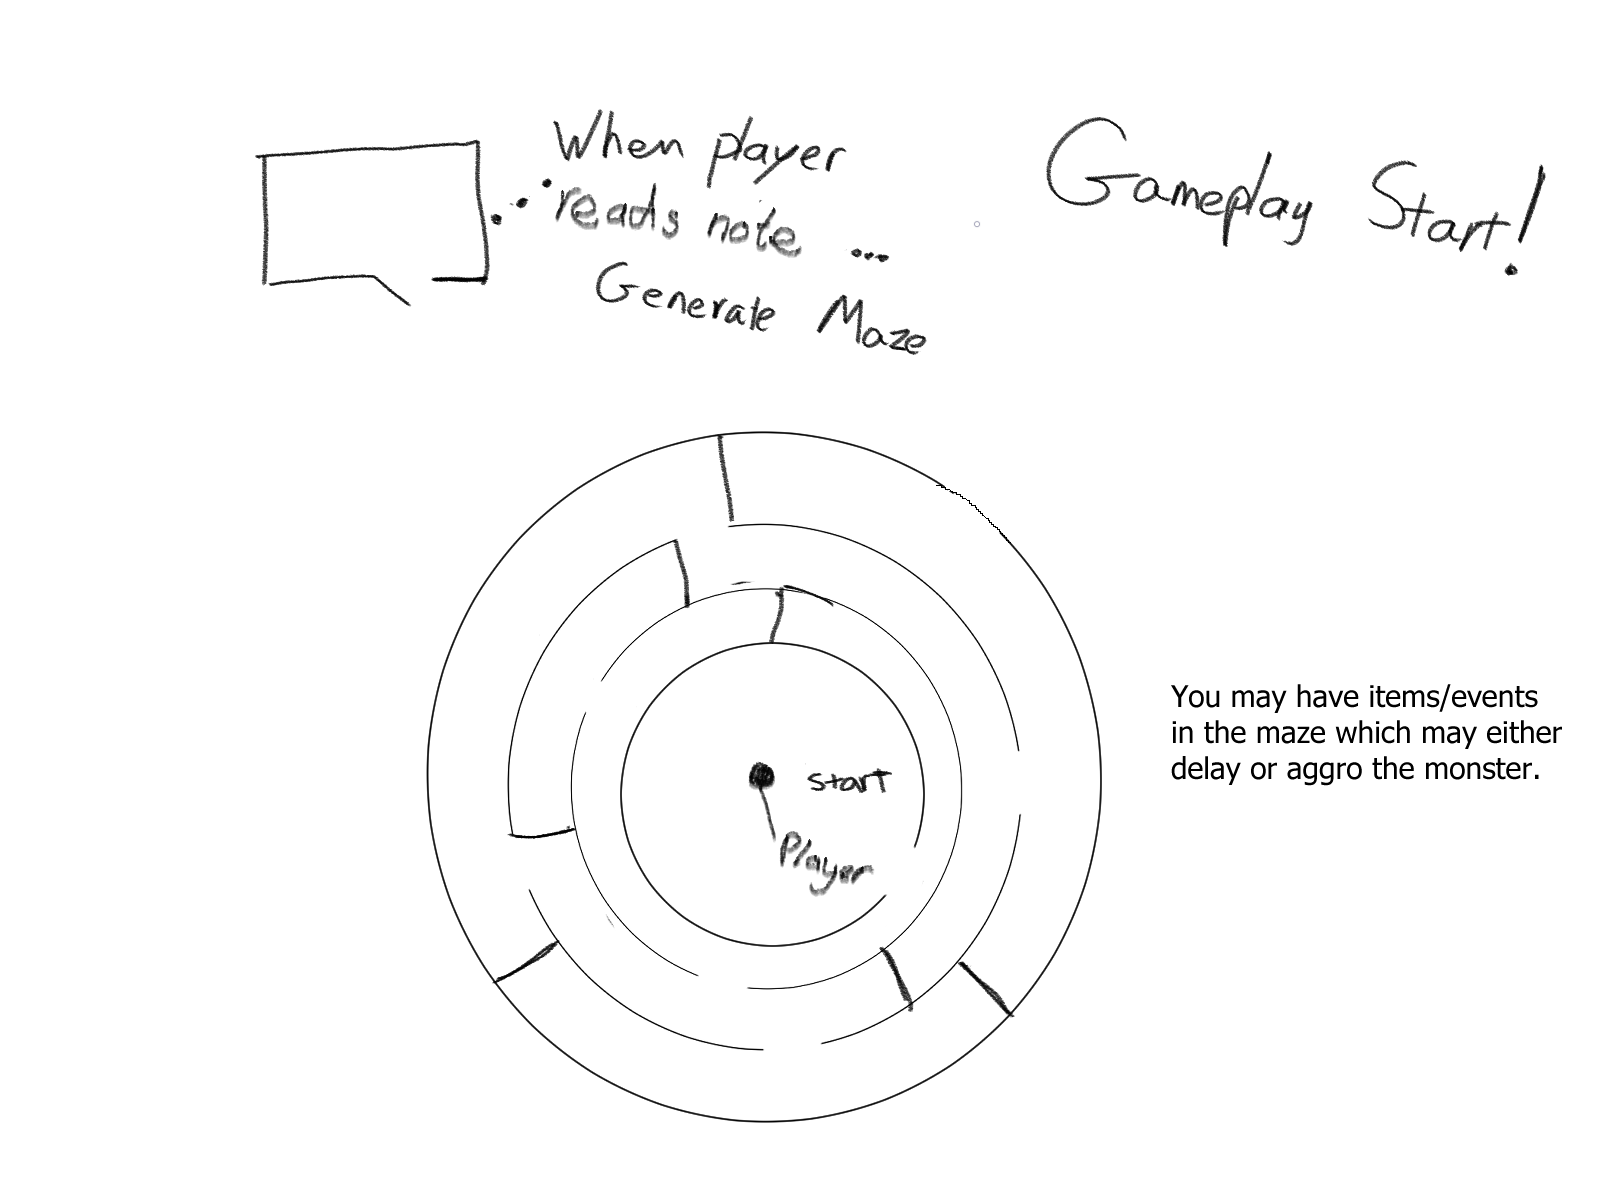 When player
reads note ...
Generate Maze
Gameplay Start!
start
Player
You may have items/events
in the maze which may either
delay or aggro the monster.